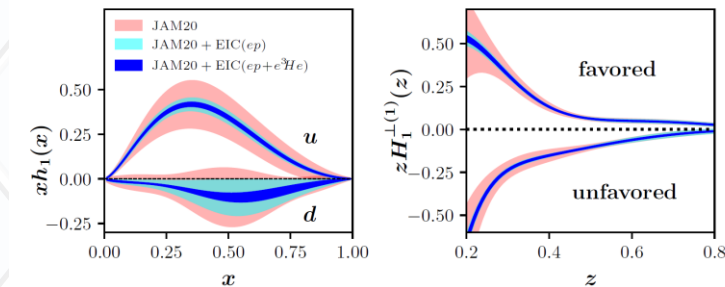 JAM20
JAM20 + EIC(ep)
JAM20 + EIC(ep+e³He)
xh₁(x)
0.50
0.25
0.00
−0.25
u
d
0.00 0.25 0.50 0.75 1.00
x
zH₁^⊥(1)(z)
0.50
0.25
0.00
−0.25
−0.50
favored
unfavored
0.2 0.4 0.6 0.8
z